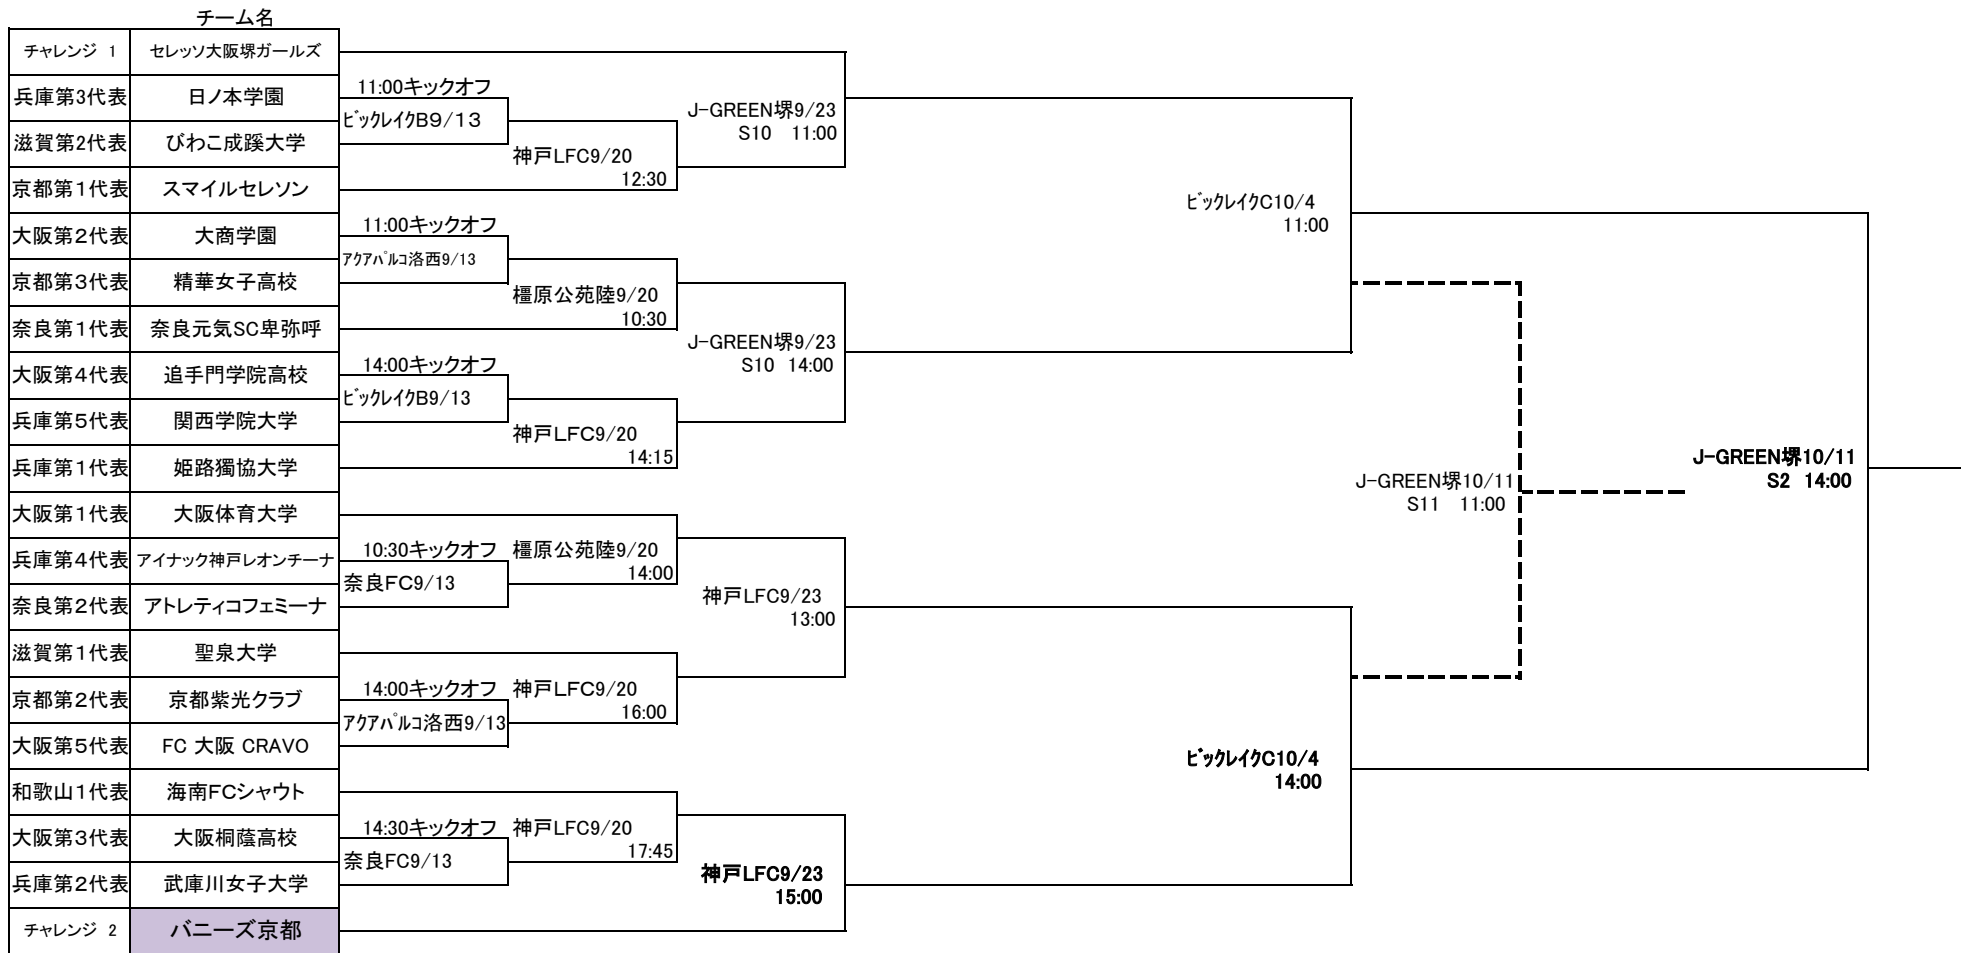 チーム名
チャレンジ 1 セレッソ大阪堺ガールズ
兵庫第3代表 日ノ本学園
滋賀第2代表 びわこ成蹊大学
京都第1代表 スマイルセレソン
大阪第2代表 大商学園
京都第3代表 精華女子高校
奈良第1代表 奈良元気SC卑弥呼
大阪第4代表 追手門学院高校
兵庫第5代表 関西学院大学
兵庫第1代表 姫路獨協大学
大阪第1代表 大阪体育大学
兵庫第4代表 アイナック神戸レオンチーナ
奈良第2代表 アトレティコフェミーナ
滋賀第1代表 聖泉大学
京都第2代表 京都紫光クラブ
大阪第5代表 FC 大阪 CRAVO
和歌山1代表 海南FCシャウト
大阪第3代表 大阪桐蔭高校
兵庫第2代表 武庫川女子大学
チャレンジ 2 バニーズ京都
11:00キックオフ
ビックレイクB9/13
11:00キックオフ
アクアパルコ洛西9/13
14:00キックオフ
ビックレイクB9/13
10:30キックオフ
奈良FC9/13
14:00キックオフ
アクアパルコ洛西9/13
14:30キックオフ
奈良FC9/13
神戸LFC9/20
12:30
橿原公苑陸9/20
10:30
神戸LFC9/20
14:15
橿原公苑陸9/20
14:00
神戸LFC9/20
16:00
神戸LFC9/20
17:45
J-GREEN堺9/23
S10 11:00
J-GREEN堺9/23
S10 14:00
神戸LFC9/23
13:00
神戸LFC9/23
15:00
ビックレイクC10/4
11:00
ビックレイクC10/4
14:00
J-GREEN堺10/11
S11 11:00
J-GREEN堺10/11
S2 14:00